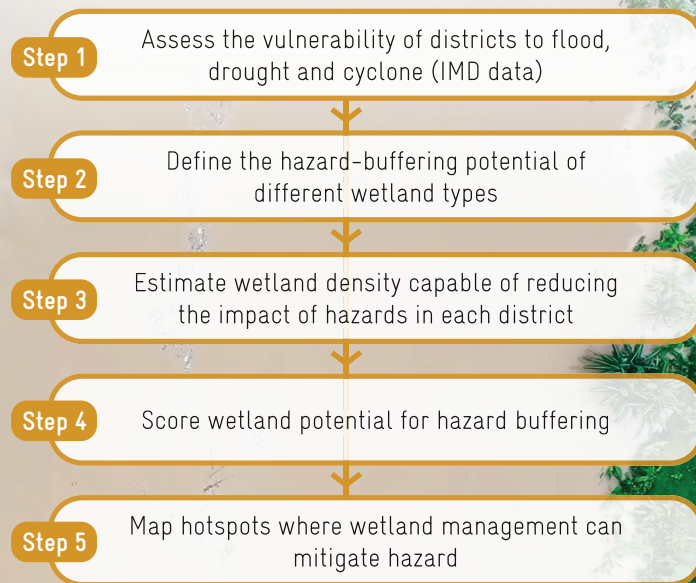 Step 1
Assess the vulnerability of districts to flood,
drought and cyclone (IMD data)
Step 2
Define the hazard-buffering potential of
different wetland types
Step 3
Estimate wetland density capable of reducing
the impact of hazards in each district
Step 4
Score wetland potential for hazard buffering
Step 5
Map hotspots where wetland management can
mitigate hazard